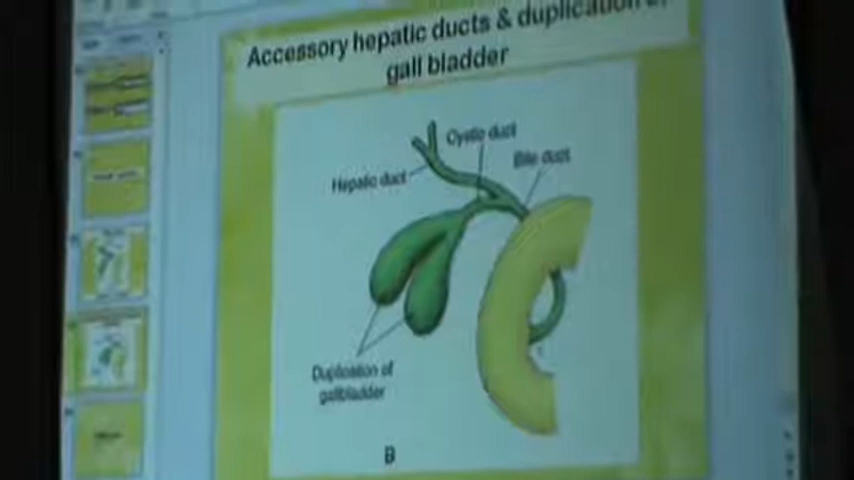 Accessory hepatic ducts & duplication of
gall bladder
Cystic duct
Bile duct
Hepatic duct
Duplication of
gallbladder
B